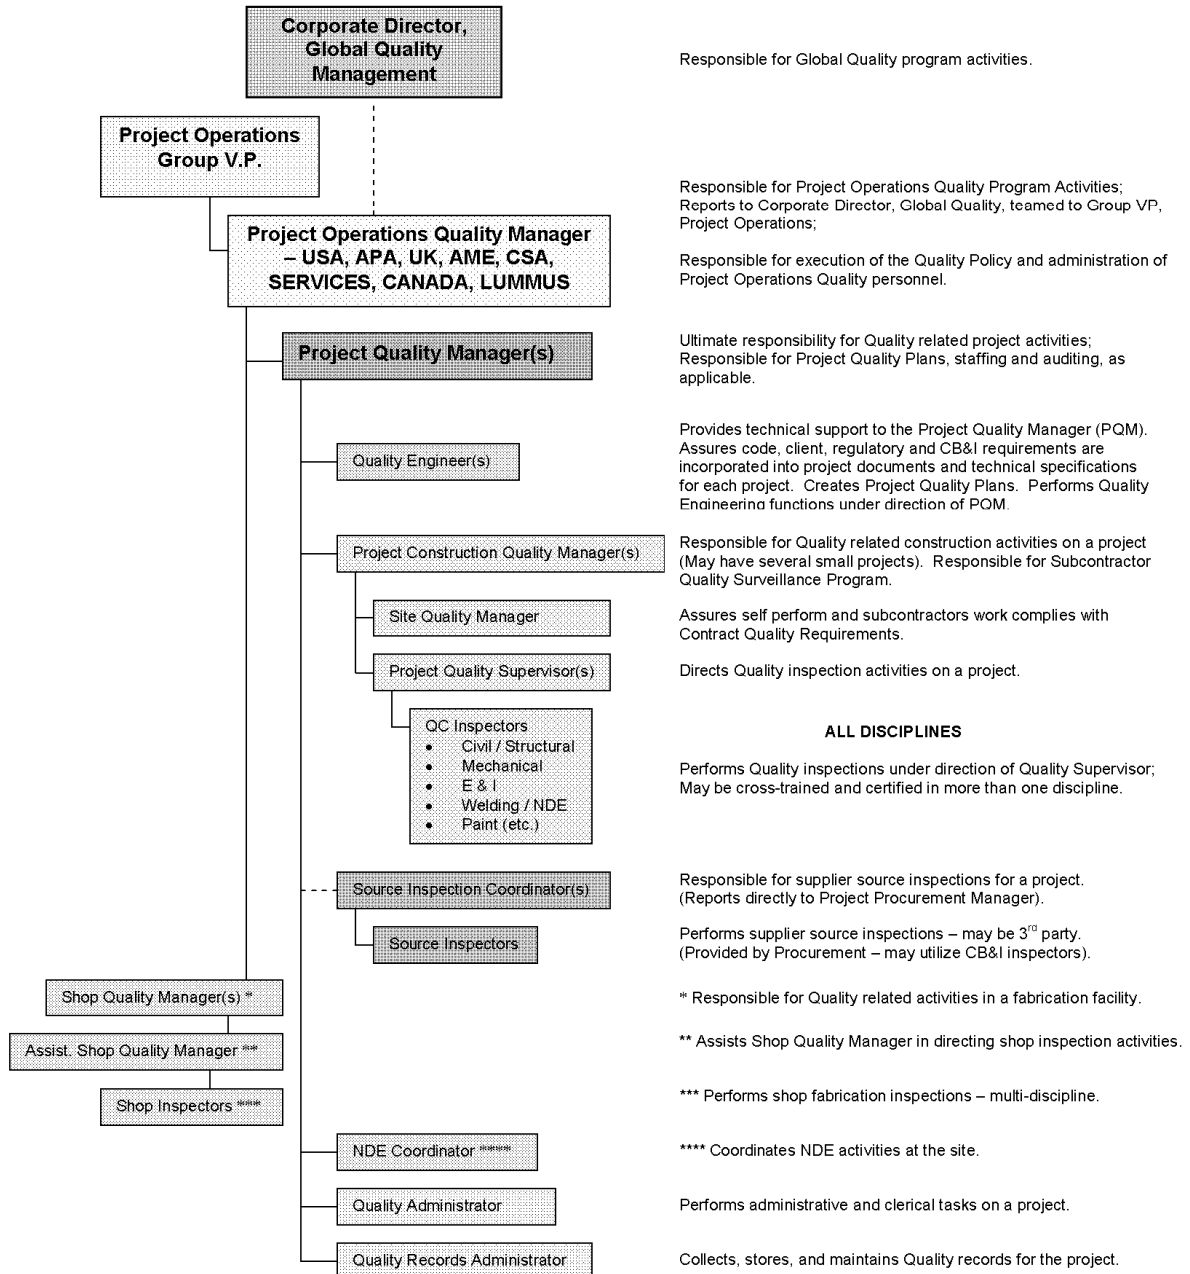 Corporate Director,
Global Quality
Management
Responsible for Global Quality program activities.
Project Operations
Group V.P.
Project Operations Quality Manager
– USA, APA, UK, AME, CSA,
SERVICES, CANADA, LUMMUS
Responsible for Project Operations Quality Program Activities;
Reports to Corporate Director, Global Quality, teamed to Group VP,
Project Operations;
Responsible for execution of the Quality Policy and administration of
Project Operations Quality personnel.
Project Quality Manager(s)
Ultimate responsibility for Quality related project activities;
Responsible for Project Quality Plans, staffing and auditing, as
applicable.
Quality Engineer(s)
Provides technical support to the Project Quality Manager (PQM).
Assures code, client, regulatory and CB&I requirements are
incorporated into project documents and technical specifications
for each project.  Creates Project Quality Plans.  Performs Quality
Engineering functions under direction of PQM.
Project Construction Quality Manager(s)
Responsible for Quality related construction activities on a project
(May have several small projects).  Responsible for Subcontractor
Quality Surveillance Program.
Site Quality Manager
Assures self perform and subcontractors work complies with
Contract Quality Requirements.
Project Quality Supervisor(s)
Directs Quality inspection activities on a project.
QC Inspectors
• Civil / Structural
• Mechanical
• E & I
• Welding / NDE
• Paint (etc.)
ALL DISCIPLINES
Performs Quality inspections under direction of Quality Supervisor;
May be cross-trained and certified in more than one discipline.
Source Inspection Coordinator(s)
Responsible for supplier source inspections for a project.
(Reports directly to Project Procurement Manager).
Source Inspectors
Performs supplier source inspections – may be 3rd party.
(Provided by Procurement – may utilize CB&I inspectors).
Shop Quality Manager(s) *
* Responsible for Quality related activities in a fabrication facility.
Assist. Shop Quality Manager **
** Assists Shop Quality Manager in directing shop inspection activities.
Shop Inspectors ***
*** Performs shop fabrication inspections – multi-discipline.
NDE Coordinator ****
**** Coordinates NDE activities at the site.
Quality Administrator
Performs administrative and clerical tasks on a project.
Quality Records Administrator
Collects, stores, and maintains Quality records for the project.